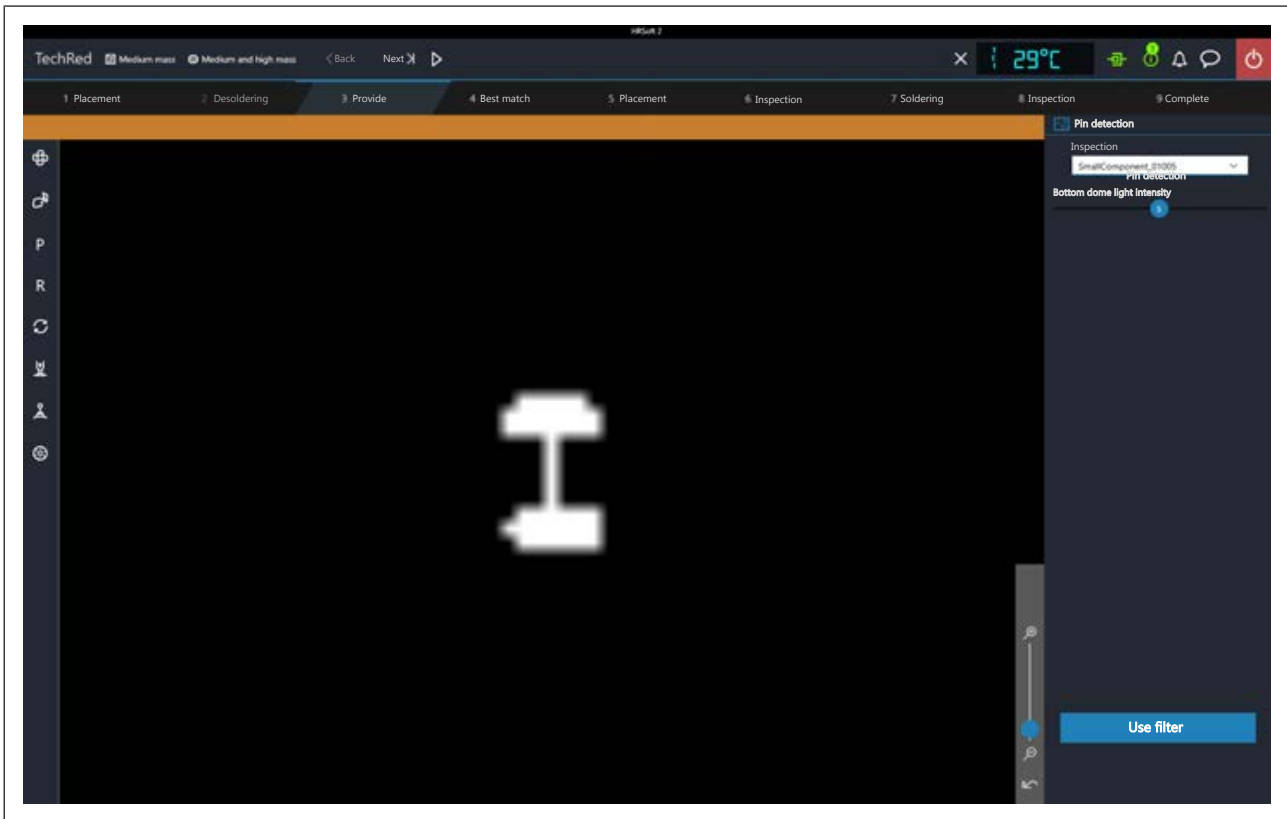 HRSoft 2
TechRed Medium mass Medium and high mass Back Next 29°C
1 Placement 2 Desoldering 3 Provide 4 Best match 5 Placement 6 Inspection 7 Soldering 8 Inspection 9 Complete
Pin detection
Inspection
SmallComponent_01005
Pin detection
Bottom dome light intensity
5
P
R
Use filter